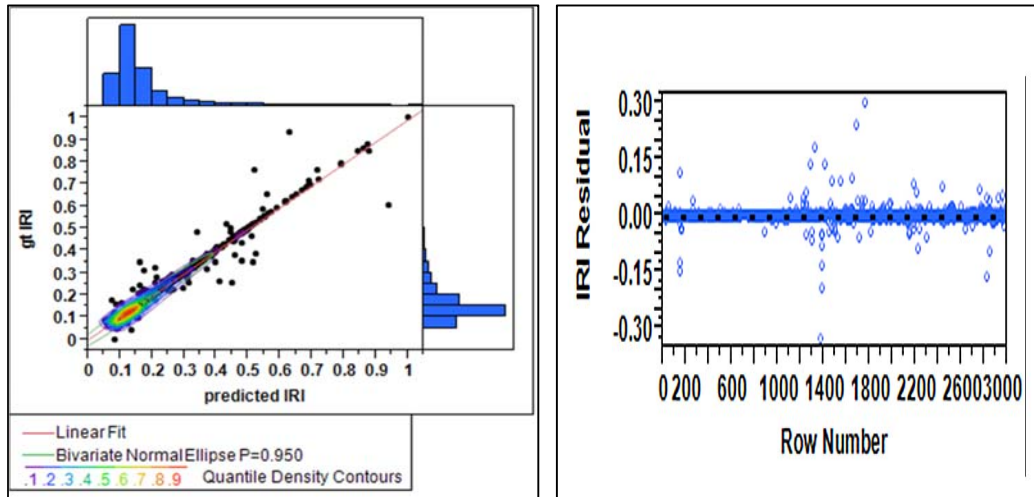 1
0.9
0.8
0.7
0.6
0.5
0.4
0.3
0.2
0.1
0
gt IRI
0 0.1 0.2 0.3 0.4 0.5 0.6 0.7 0.8 0.9 1
predicted IRI
Linear Fit
Bivariate Normal Ellipse P=0.950
.1 .2 .3 .4 .5 .6 .7 .8 .9 Quantile Density Contours
0.30
0.15
0.00
-0.15
-0.30
IRI Residual
0 200 600 1000 1400 1800 2200 2600 3000
Row Number